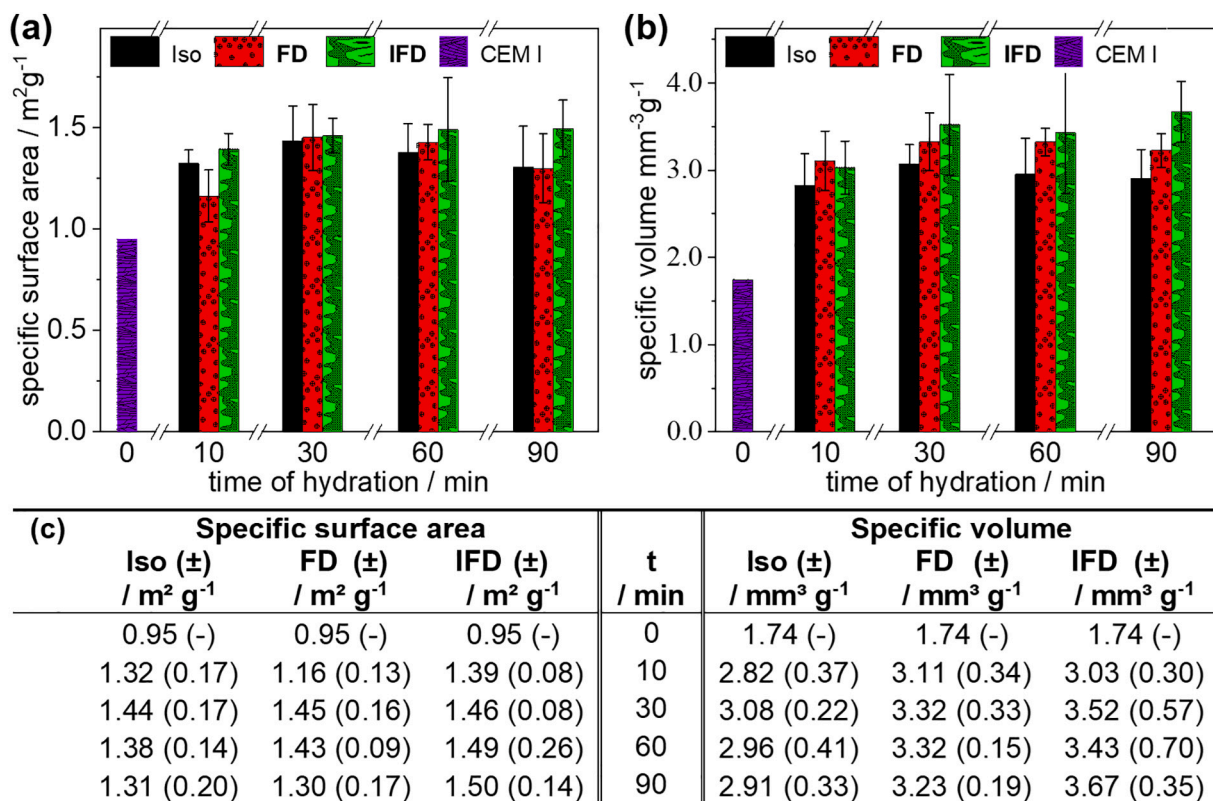 (a)
Iso FD IFD CEM I
specific surface area / m²g⁻¹
1.5
1.0
0.5
0.0
0 10 30 60 90
time of hydration / min
(b)
Iso FD IFD CEM I
specific volume mm⁻³g⁻¹
4.0
3.0
2.0
1.0
0.0
0 10 30 60 90
time of hydration / min
(c) Specific surface area Specific volume
Iso (±) FD (±) IFD (±) t Iso (±) FD (±) IFD (±)
/ m² g⁻¹ / m² g⁻¹ / m² g⁻¹ / min / mm³ g⁻¹ / mm³ g⁻¹ / mm³ g⁻¹
0.95 (-) 0.95 (-) 0.95 (-) 0 1.74 (-) 1.74 (-) 1.74 (-)
1.32 (0.17) 1.16 (0.13) 1.39 (0.08) 10 2.82 (0.37) 3.11 (0.34) 3.03 (0.30)
1.44 (0.17) 1.45 (0.16) 1.46 (0.08) 30 3.08 (0.22) 3.32 (0.33) 3.52 (0.57)
1.38 (0.14) 1.43 (0.09) 1.49 (0.26) 60 2.96 (0.41) 3.32 (0.15) 3.43 (0.70)
1.31 (0.20) 1.30 (0.17) 1.50 (0.14) 90 2.91 (0.33) 3.23 (0.19) 3.67 (0.35)